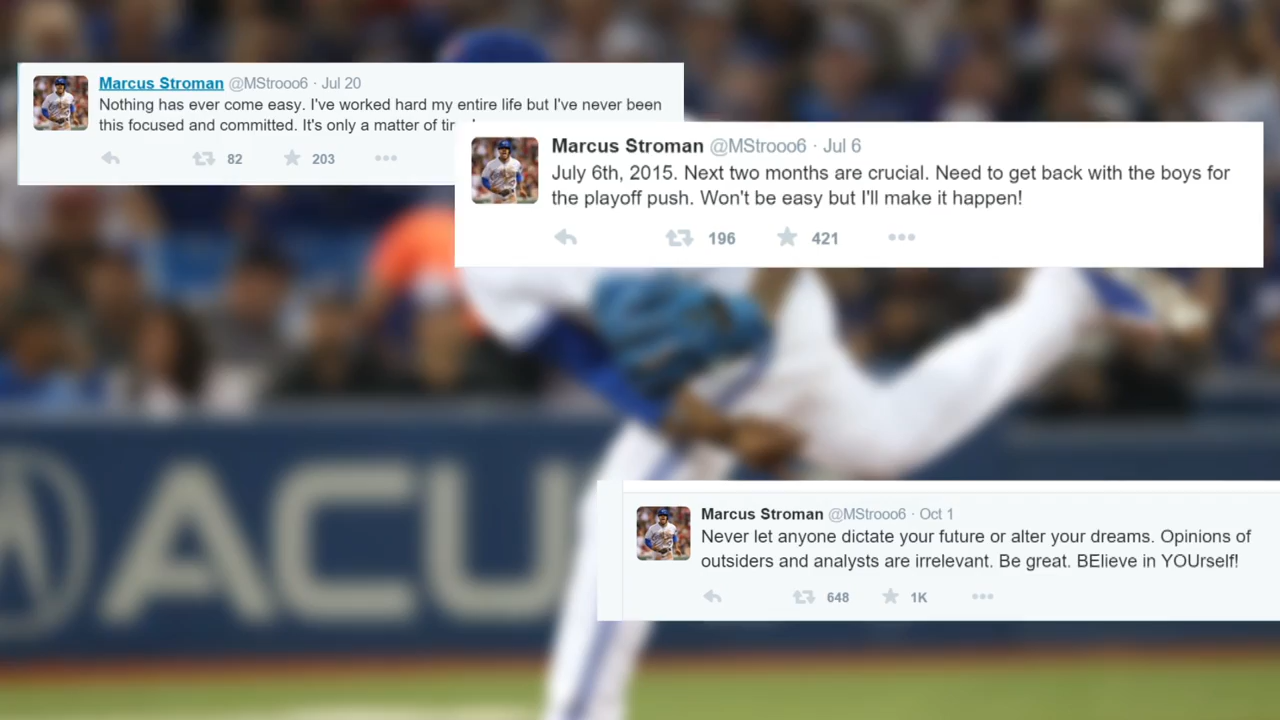 Marcus Stroman @MStrooo6 · Jul 20
Nothing has ever come easy. I've worked hard my entire life but I've never been
this focused and committed. It's only a matter of
Marcus Stroman @MStrooo6 · Jul 6
July 6th, 2015. Next two months are crucial. Need to get back with the boys for
the playoff push. Won't be easy but I'll make it happen!
82
203
196
421
ACU
Marcus Stroman @MStrooo6 · Oct 1
Never let anyone dictate your future or alter your dreams. Opinions of
outsiders and analysts are irrelevant. Be great. BElieve in YOUrself!
648
1K